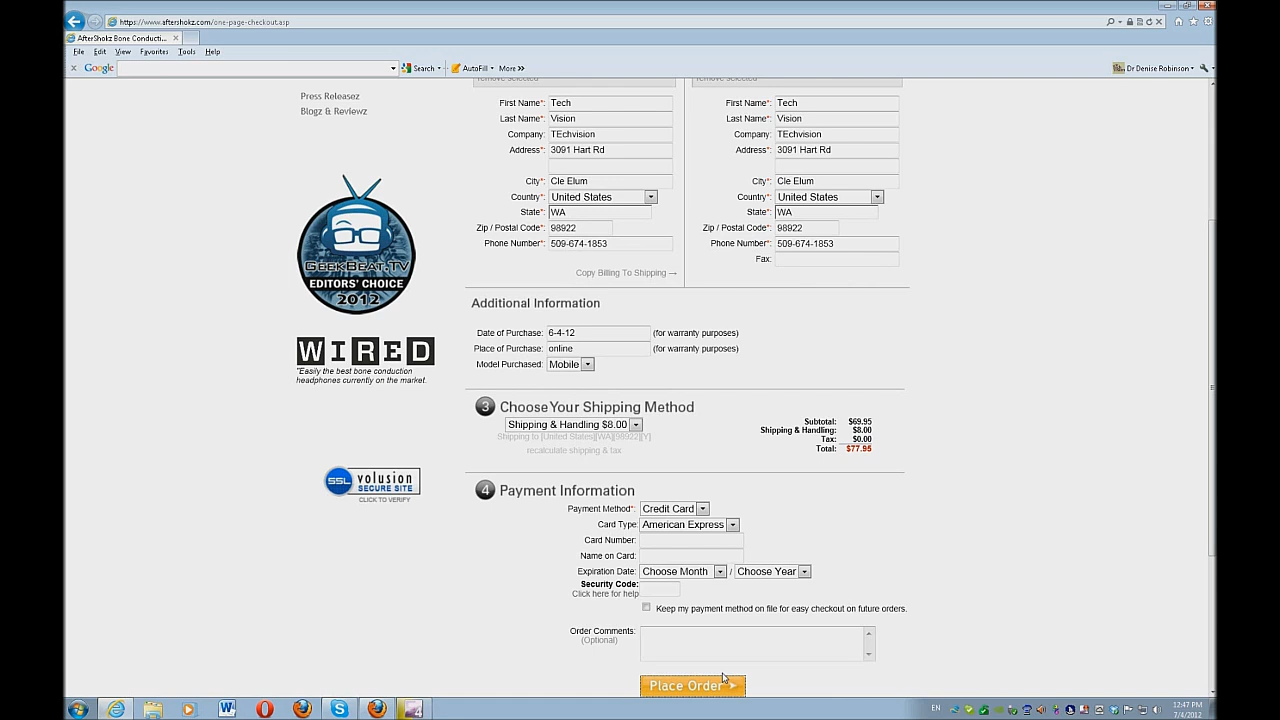 https://www.aftershokz.com/one-page-checkout.asp
AfterShokz Bone Conducti...
File Edit View Favorites Tools Help
Google Search AutoFill More »
Dr Denise Robinson
Press Releasez
Blogz & Reviewz
First Name*: Tech
Last Name*: Vision
Company: TEchvision
Address*: 3091 Hart Rd
City*: Cle Elum
Country*: United States
State*: WA
Zip / Postal Code*: 98922
Phone Number*: 509-674-1853
Copy Billing To Shipping →
First Name*: Tech
Last Name*: Vision
Company: TEchvision
Address*: 3091 Hart Rd
City*: Cle Elum
Country*: United States
State*: WA
Zip / Postal Code*: 98922
Phone Number*: 509-674-1853
Fax:
GEEKBEAT.TV
EDITORS' CHOICE
2012
WIRED
"Easily the best bone conduction
headphones currently on the market.
SSL volusion
SECURE SITE
CLICK TO VERIFY
Additional Information
Date of Purchase: 6-4-12 (for warranty purposes)
Place of Purchase: online (for warranty purposes)
Model Purchased: Mobile
3 Choose Your Shipping Method
Shipping & Handling $8.00
Shipping to [United States][WA][98922][Y]
recalculate shipping & tax
Subtotal: $69.95
Shipping & Handling: $8.00
Tax: $0.00
Total: $77.95
4 Payment Information
Payment Method*: Credit Card
Card Type: American Express
Card Number:
Name on Card:
Expiration Date: Choose Month / Choose Year
Security Code:
Click here for help
Keep my payment method on file for easy checkout on future orders.
Order Comments:
(Optional)
Place Order
EN
12:47 PM
7/4/2012